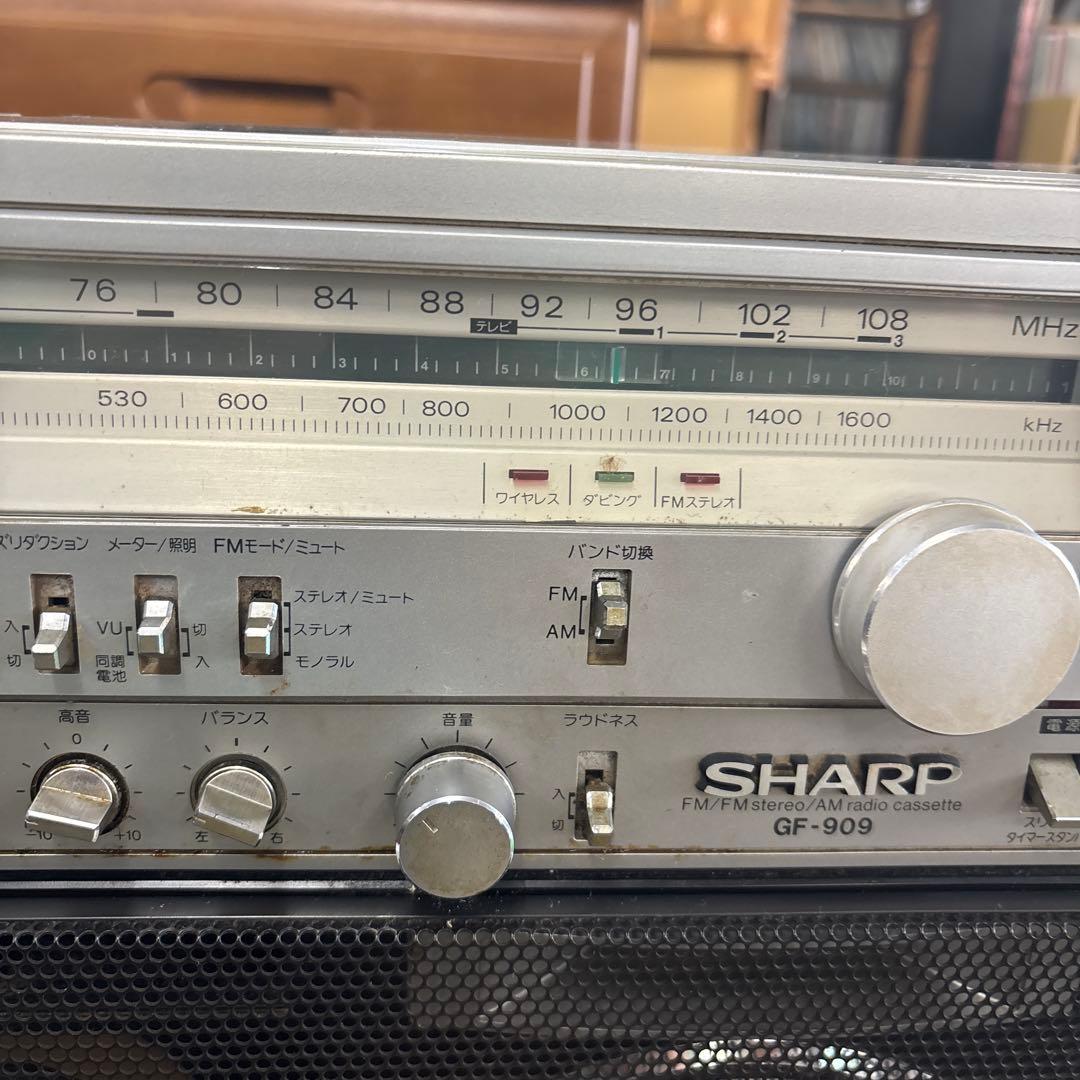 76 80 84 88 92 96 102 108 MHz
テレビ 1 2 3
0 1 2 3 4 5 6 7 8 9 10 1
530 600 700 800 1000 1200 1400 1600 kHz
ワイヤレス ダビング FMステレオ
ズリダクション メーター/照明 FMモード/ミュート バンド切換
入 切
VU 同調 電池 切 入
ステレオ/ミュート
ステレオ
モノラル
FM
AM
高音 バランス 音量 ラウドネス
0
-10 +10
左 右
入
切
電源
SHARP
FM/FM stereo/AM radio cassette
GF-909
タイマースタン